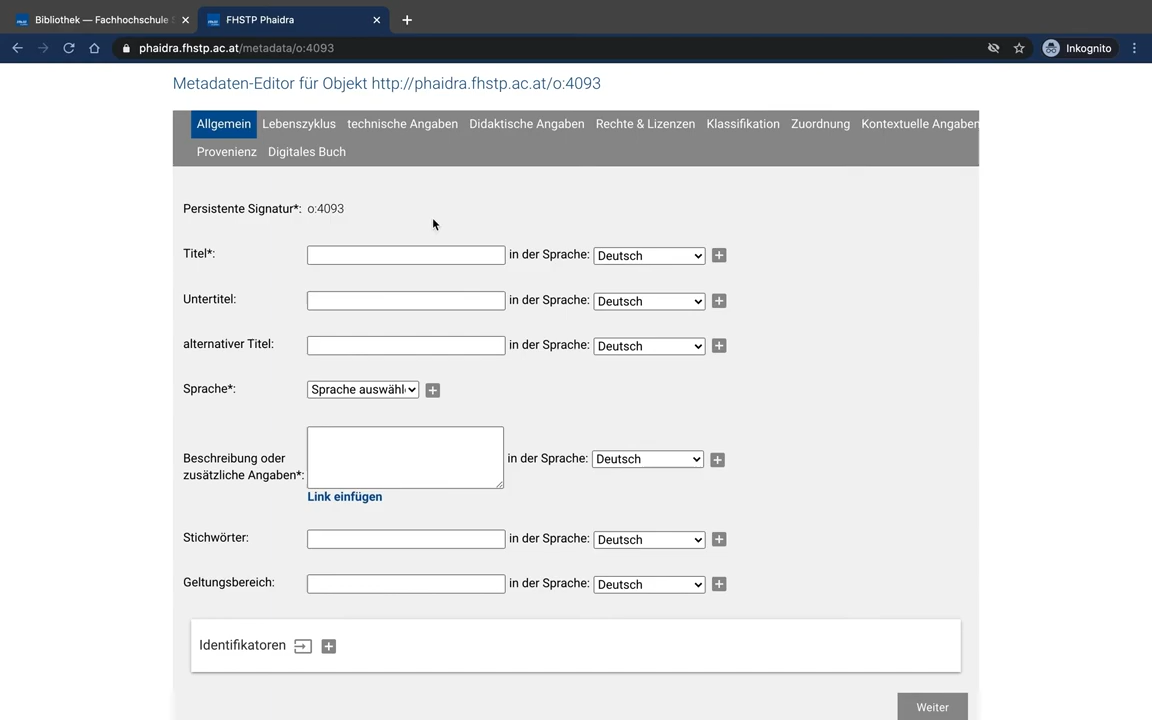 Bibliothek — Fachhochschule S
FHSTP Phaidra
phaidra.fhstp.ac.at/metadata/o:4093
Inkognito
Metadaten-Editor für Objekt http://phaidra.fhstp.ac.at/o:4093
Allgemein Lebenszyklus technische Angaben Didaktische Angaben Rechte & Lizenzen Klassifikation Zuordnung Kontextuelle Angaben
Provenienz Digitales Buch
Persistente Signatur*: o:4093
Titel*: in der Sprache: Deutsch
Untertitel: in der Sprache: Deutsch
alternativer Titel: in der Sprache: Deutsch
Sprache*: Sprache auswähl
Beschreibung oder
zusätzliche Angaben*: in der Sprache: Deutsch
Link einfügen
Stichwörter: in der Sprache: Deutsch
Geltungsbereich: in der Sprache: Deutsch
Identifikatoren
Weiter